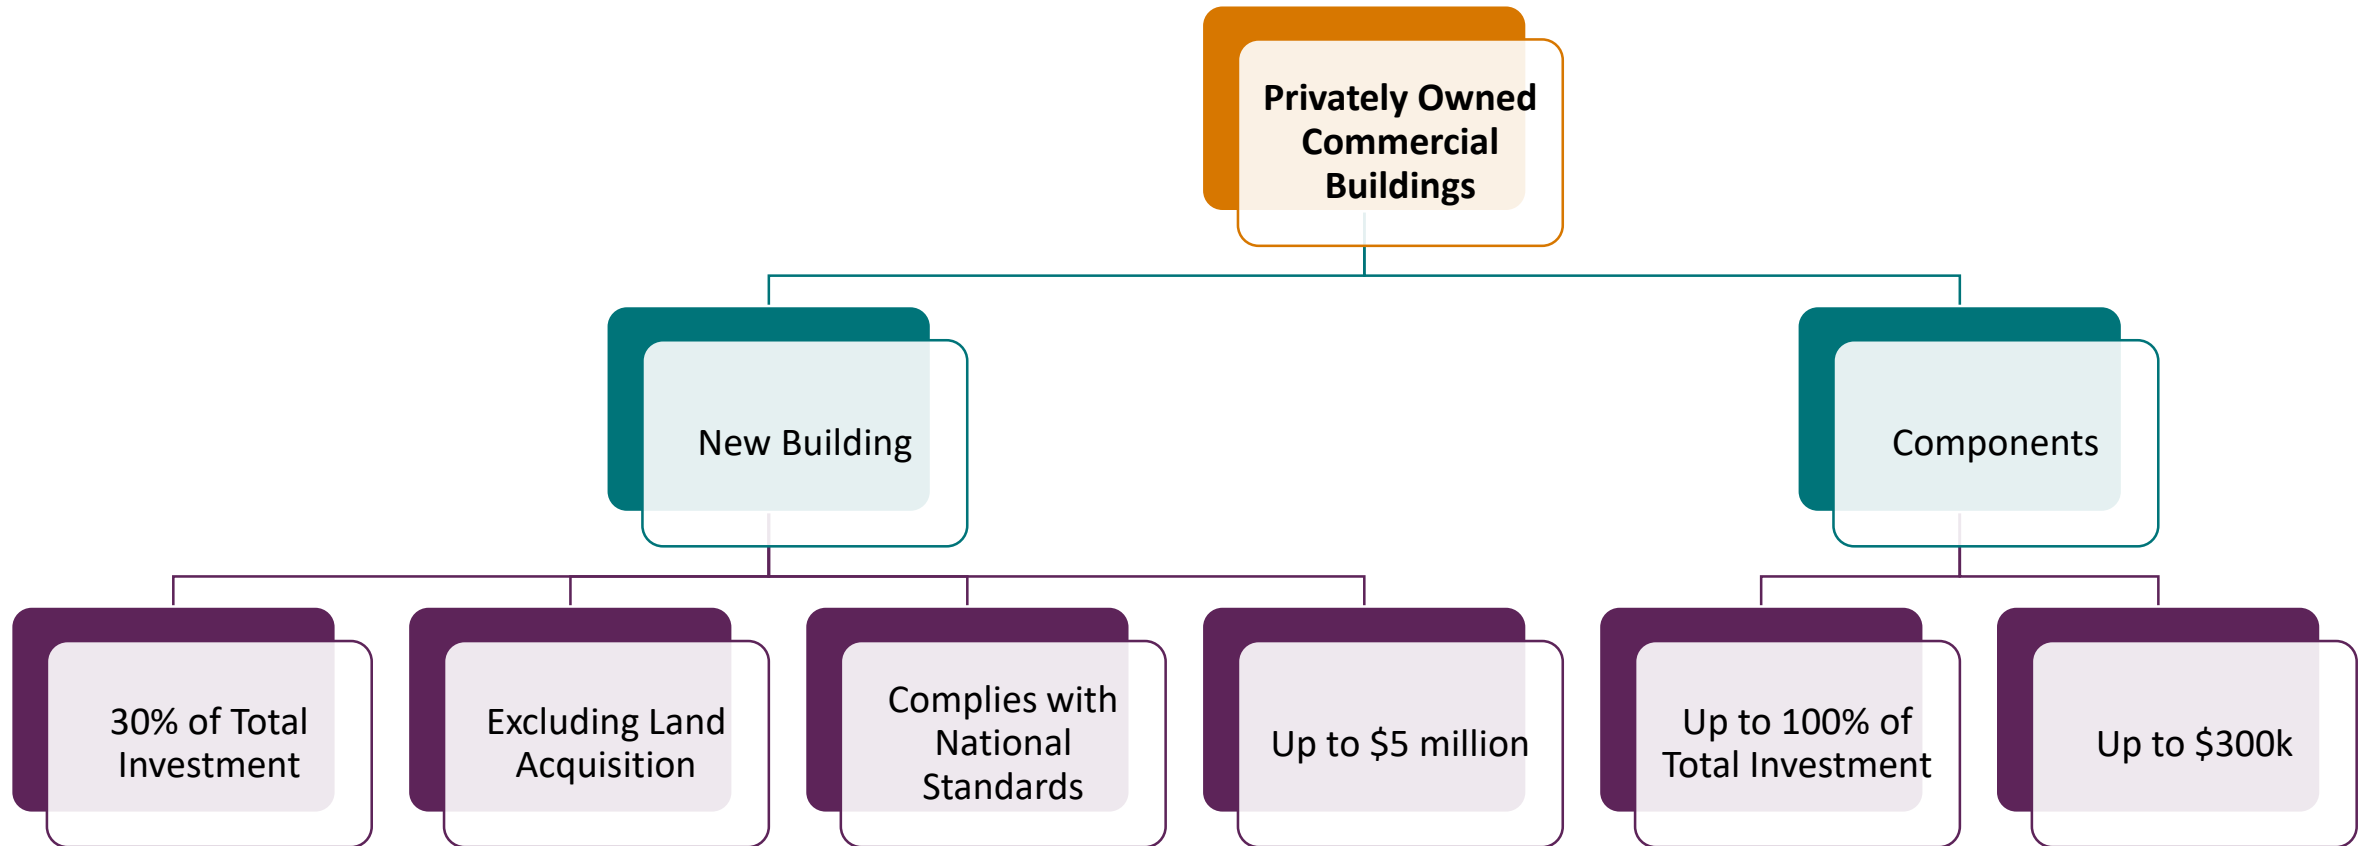 Privately Owned
Commercial
Buildings
New Building
Components
30% of Total
Investment
Excluding Land
Acquisition
Complies with
National
Standards
Up to $5 million
Up to 100% of
Total Investment
Up to $300k